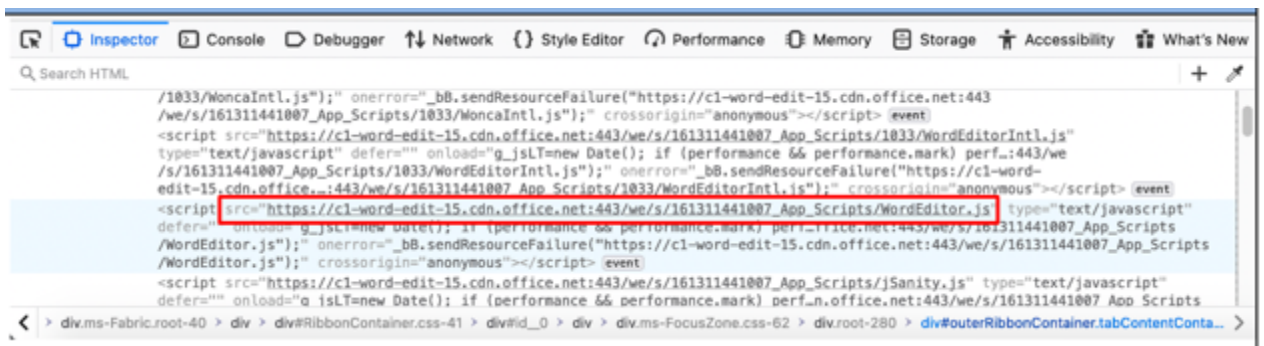 Inspector Console Debugger Network {} Style Editor Performance Memory Storage Accessibility What's New
Search HTML
/1033/WoncaIntl.js");" onerror="_bB.sendResourceFailure("https://c1-word-edit-15.cdn.office.net:443
/we/s/161311441007_App_Scripts/1033/WoncaIntl.js");" crossorigin="anonymous"></script> event
<script src="https://c1-word-edit-15.cdn.office.net:443/we/s/161311441007_App_Scripts/1033/WordEditorIntl.js"
type="text/javascript" defer="" onload="g_jsLT=new Date(); if (performance && performance.mark) perf…:443/we
/s/161311441007_App_Scripts/1033/WordEditorIntl.js");" onerror="_bB.sendResourceFailure("https://c1-word-
edit-15.cdn.office.…:443/we/s/161311441007_App_Scripts/1033/WordEditorIntl.js");" crossorigin="anonymous"></script> event
<script src="https://c1-word-edit-15.cdn.office.net:443/we/s/161311441007_App_Scripts/WordEditor.js" type="text/javascript"
defer="" onload="g_jsLT=new Date(); if (performance && performance.mark) perf…ffice.net:443/we/s/161311441007_App_Scripts
/WordEditor.js");" onerror="_bB.sendResourceFailure("https://c1-word-edit-15.cdn.office.net:443/we/s/161311441007_App_Scripts
/WordEditor.js");" crossorigin="anonymous"></script> event
<script src="https://c1-word-edit-15.cdn.office.net:443/we/s/161311441007_App_Scripts/jSanity.js" type="text/javascript"
defer="" onload="g_jsLT=new Date(); if (performance && performance.mark) perf…n.office.net:443/we/s/161311441007_App_Scripts
> div.ms-Fabric.root-40 > div > div#RibbonContainer.css-41 > div#id__0 > div > div.ms-FocusZone.css-62 > div.root-280 > div#outerRibbonContainer.tabContentConta…